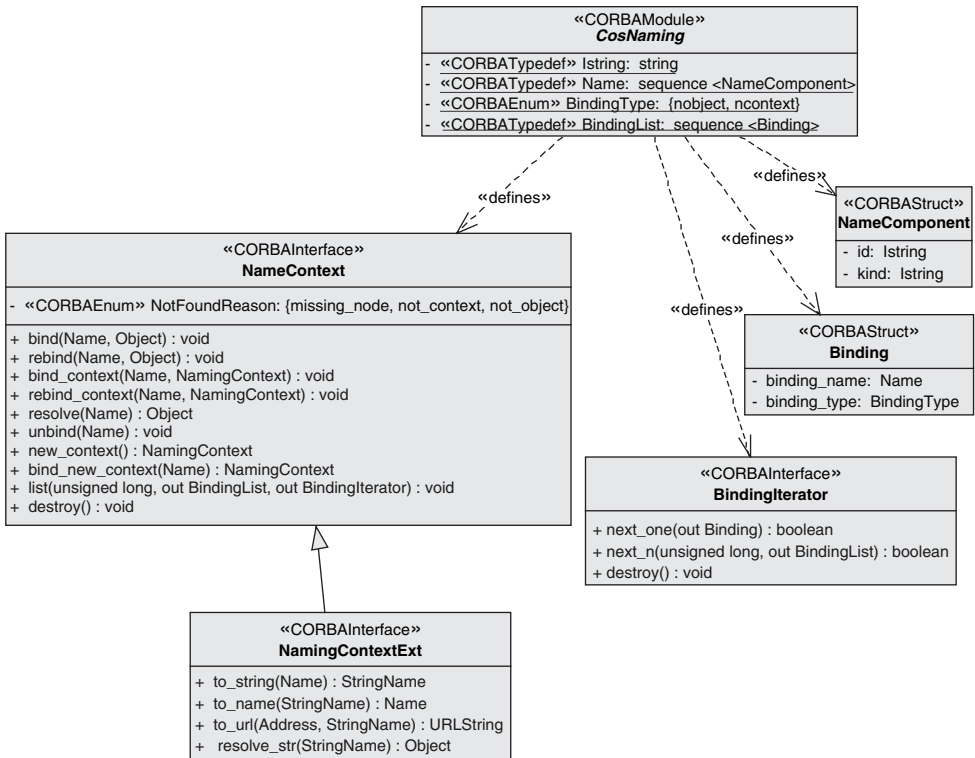 «CORBAModule»
CosNaming
- «CORBATypedef» Istring: string
- «CORBATypedef» Name: sequence <NameComponent>
- «CORBAEnum» BindingType: {nobject, ncontext}
- «CORBATypedef» BindingList: sequence <Binding>
«defines»
«defines»
«defines»
«defines»
«CORBAStruct»
NameComponent
- id: Istring
- kind: Istring
«CORBAInterface»
NameContext
- «CORBAEnum» NotFoundReason: {missing_node, not_context, not_object}
+ bind(Name, Object) : void
+ rebind(Name, Object) : void
+ bind_context(Name, NamingContext) : void
+ rebind_context(Name, NamingContext) : void
+ resolve(Name) : Object
+ unbind(Name) : void
+ new_context() : NamingContext
+ bind_new_context(Name) : NamingContext
+ list(unsigned long, out BindingList, out BindingIterator) : void
+ destroy() : void
«CORBAStruct»
Binding
- binding_name: Name
- binding_type: BindingType
«CORBAInterface»
BindingIterator
+ next_one(out Binding) : boolean
+ next_n(unsigned long, out BindingList) : boolean
+ destroy() : void
«CORBAInterface»
NamingContextExt
+ to_string(Name) : StringName
+ to_name(StringName) : Name
+ to_url(Address, StringName) : URLString
+ resolve_str(StringName) : Object